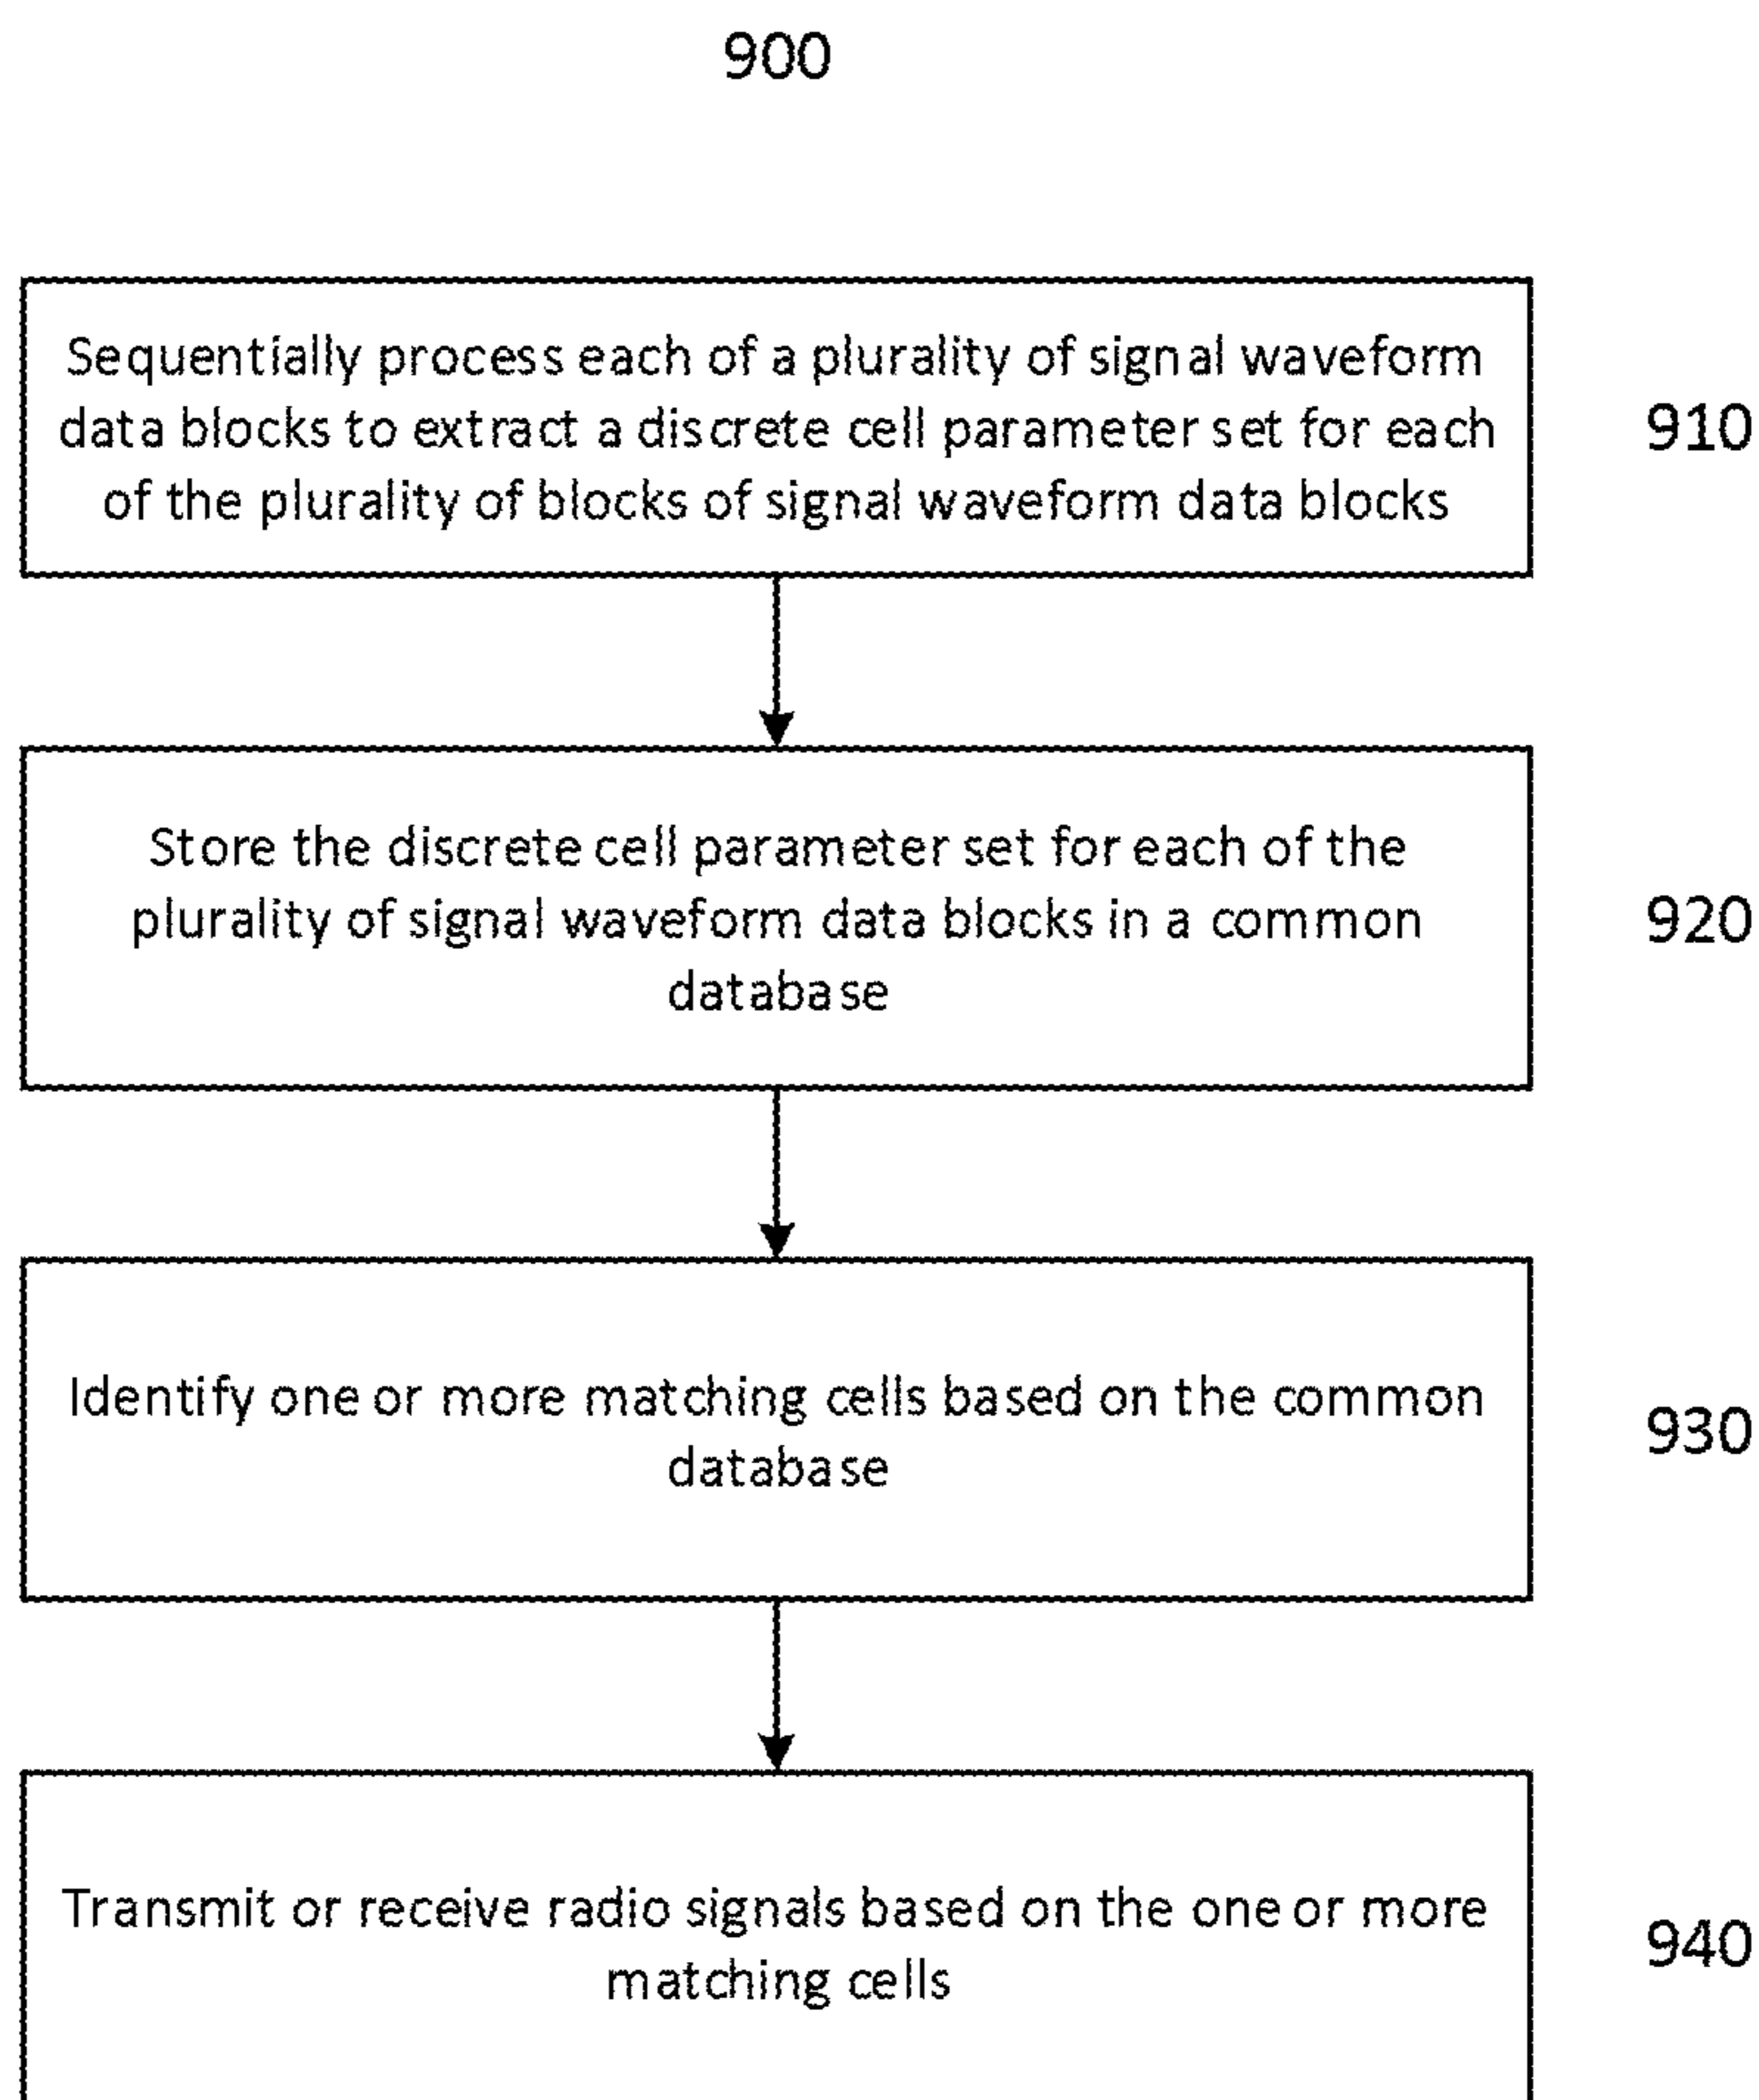 900
Sequentially process each of a plurality of signal waveform
data blocks to extract a discrete cell parameter set for each
of the plurality of blocks of signal waveform data blocks
910
Store the discrete cell parameter set for each of the
plurality of signal waveform data blocks in a common
database
920
Identify one or more matching cells based on the common
database
930
Transmit or receive radio signals based on the one or more
matching cells
940